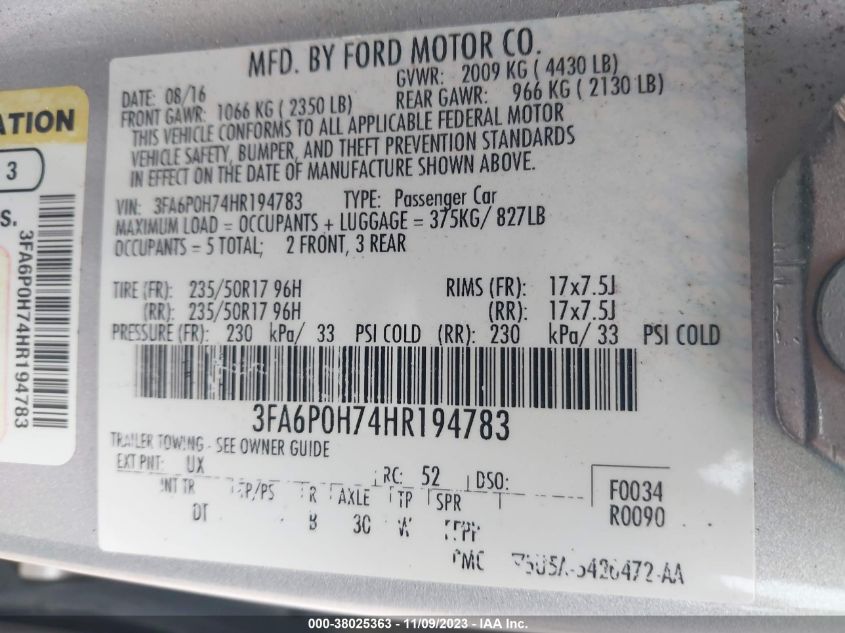 MFD. BY FORD MOTOR CO.
DATE: 08/16 GVWR: 2009 KG ( 4430 LB)
FRONT GAWR: 1066 KG ( 2350 LB) REAR GAWR: 966 KG ( 2130 LB)
THIS VEHICLE CONFORMS TO ALL APPLICABLE FEDERAL MOTOR
VEHICLE SAFETY, BUMPER, AND THEFT PREVENTION STANDARDS
IN EFFECT ON THE DATE OF MANUFACTURE SHOWN ABOVE.
VIN: 3FA6P0H74HR194783 TYPE: Passenger Car
MAXIMUM LOAD = OCCUPANTS + LUGGAGE = 375KG/ 827LB
OCCUPANTS = 5 TOTAL; 2 FRONT, 3 REAR
TIRE (FR): 235/50R17 96H RIMS (FR): 17x7.5J
(RR): 235/50R17 96H (RR): 17x7.5J
PRESSURE (FR): 230 kPa/ 33 PSI COLD (RR): 230 kPa/ 33 PSI COLD
3FA6P0H74HR194783
TRAILER TOWING - SEE OWNER GUIDE
EXT PNT: UX RC: 52 DSO:
INT TR TP/PS R AXLE TP SPR F0034
DT B 30 W R0090
ATION
3
S.
3FA6P0H74HR194783
000-38025363 - 11/09/2023 - IAA Inc.